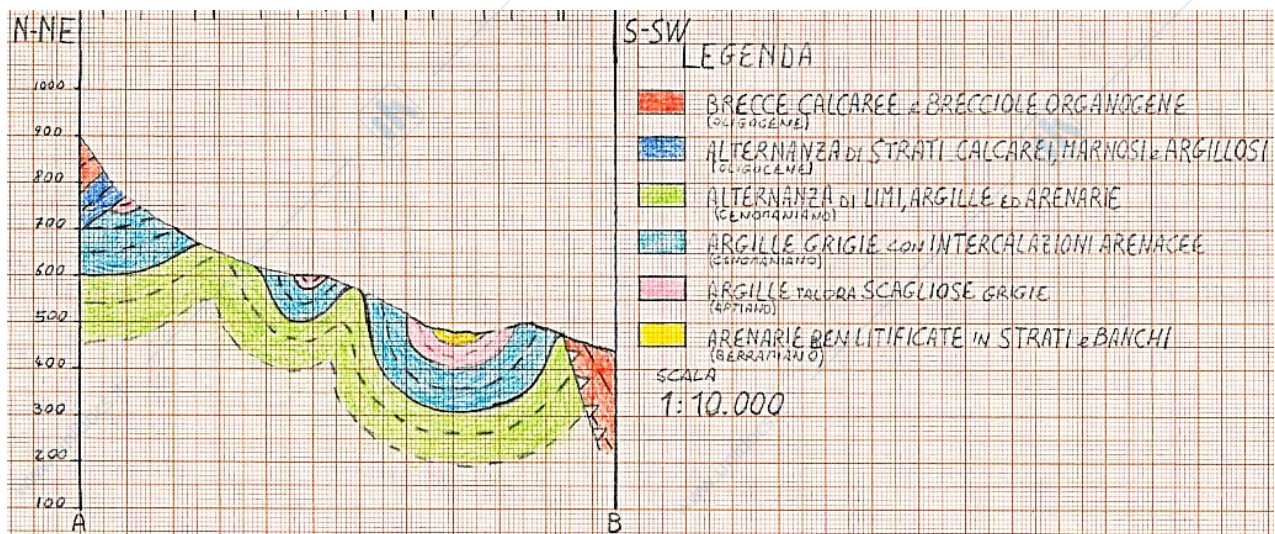 N-NE
S-SW
LEGENDA
1000
900
800
700
600
500
400
300
200
100
A
B
BRECCE CALCAREE e BRECCIOLE ORGANOGENE
(OLIGOCENE)
ALTERNANZA DI STRATI CALCAREI, MARNOSI e ARGILLOSI
(OLIGOCENE)
ALTERNANZA DI LIMI, ARGILLE ED ARENARIE
(CENOMANIANO)
ARGILLE GRIGIE CON INTERCALAZIONI ARENACEE
(CENOMANIANO)
ARGILLE TALORA SCAGLIOSE GRIGIE
(APTIANO)
ARENARIE BEN LITIFICATE IN STRATI e BANCHI
SCALA
1:10.000